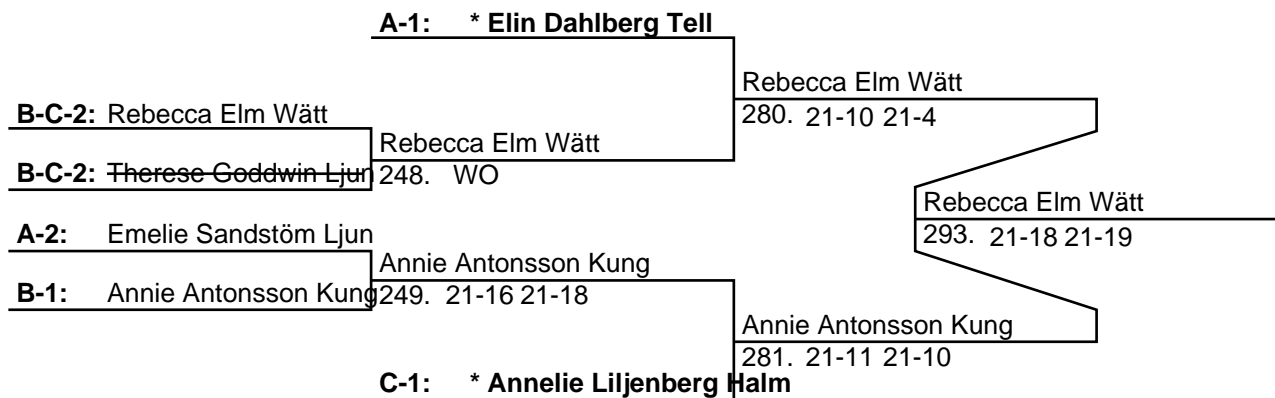 A-1: * Elin Dahlberg Tell
Rebecca Elm Wätt
280. 21-10 21-4
B-C-2: Rebecca Elm Wätt
Rebecca Elm Wätt
B-C-2: Therese Goddwin Ljun
248. WO
Rebecca Elm Wätt
293. 21-18 21-19
A-2: Emelie Sandstöm Ljun
Annie Antonsson Kung
B-1: Annie Antonsson Kung
249. 21-16 21-18
Annie Antonsson Kung
281. 21-11 21-10
C-1: * Annelie Liljenberg Halm